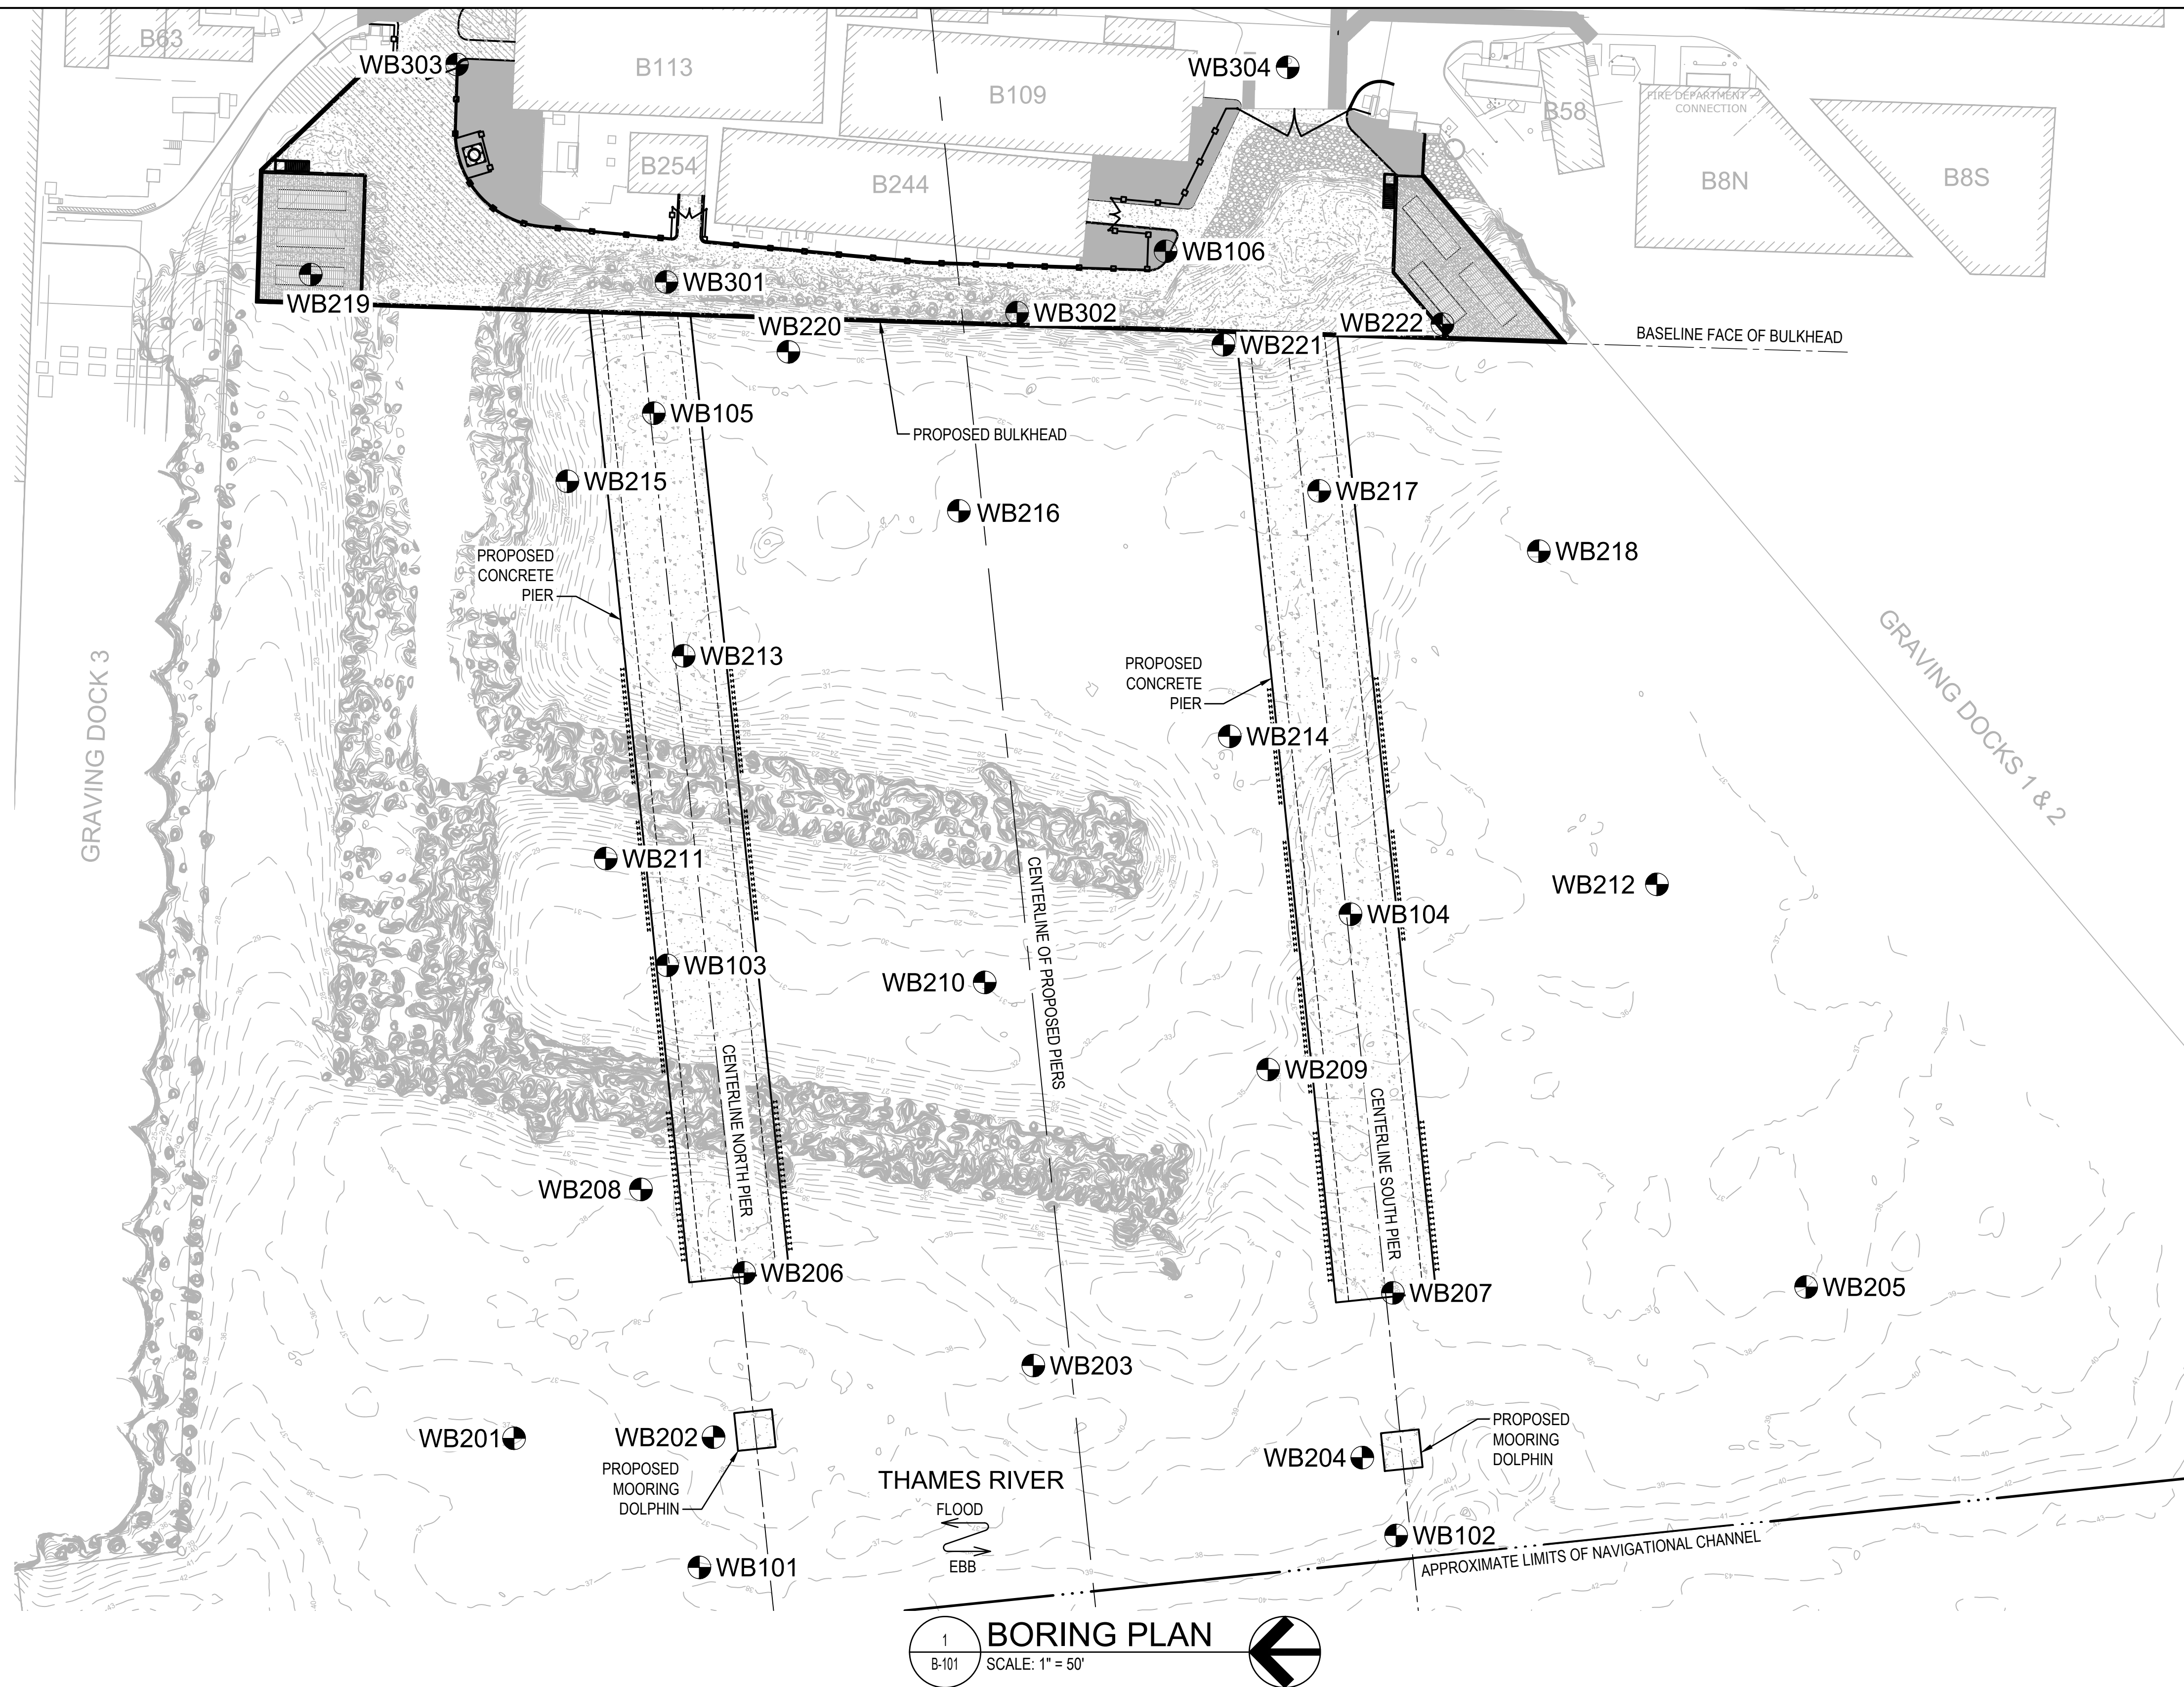 B63
WB303
B113
B109
WB304
B58
FIRE DEPARTMENT
CONNECTION
B8N
B8S
B254
B244
WB106
WB219
WB301
WB302
WB220
WB221
WB222
BASELINE FACE OF BULKHEAD
WB105
PROPOSED BULKHEAD
WB215
WB216
WB217
WB218
PROPOSED
CONCRETE
PIER
WB213
PROPOSED
CONCRETE
PIER
WB214
GRAVING DOCK 3
GRAVING DOCKS 1 & 2
WB211
WB212
WB104
WB103
WB210
CENTERLINE OF PROPOSED PIERS
WB209
CENTERLINE NORTH PIER
CENTERLINE SOUTH PIER
WB208
WB206
WB207
WB205
WB203
WB201
WB202
PROPOSED
MOORING
DOLPHIN
WB204
PROPOSED
MOORING
DOLPHIN
THAMES RIVER
FLOOD
EBB
WB101
WB102
APPROXIMATE LIMITS OF NAVIGATIONAL CHANNEL
1
B-101
BORING PLAN
SCALE: 1" = 50'